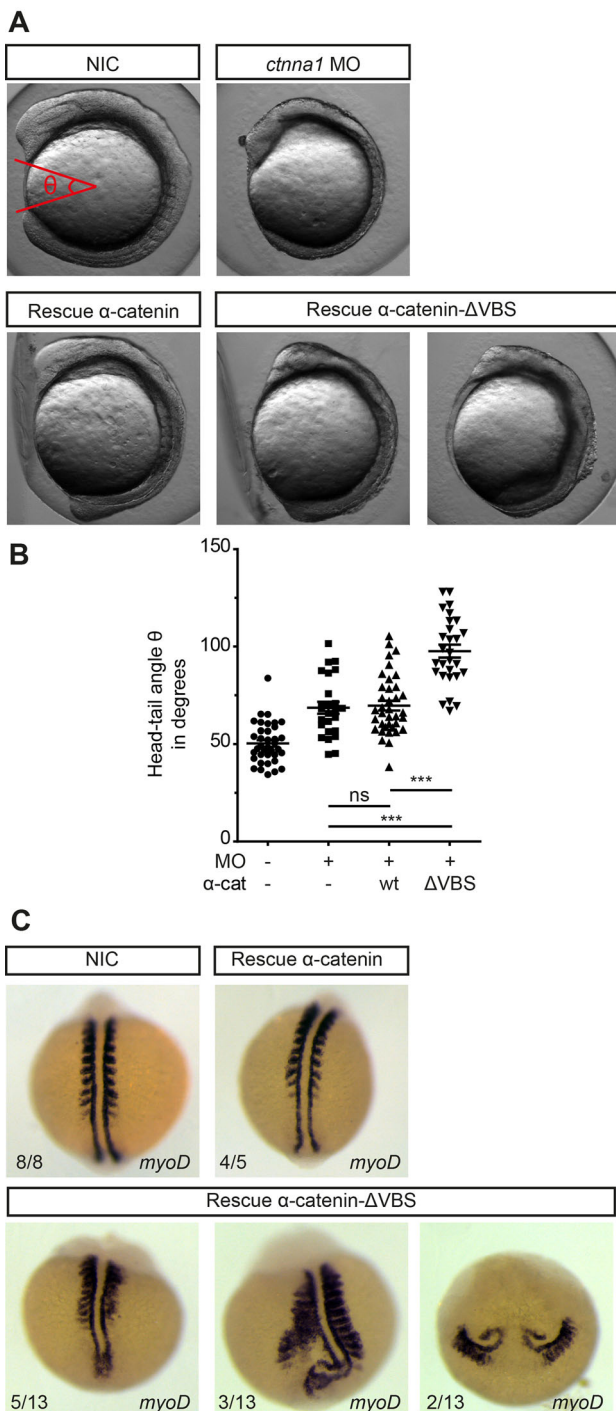 A
NIC
ctnna1 MO
θ
Rescue α-catenin
Rescue α-catenin-ΔVBS
B
150
100
50
0
Head-tail angle θ
in degrees
ns
***
***
MO - + + +
α-cat - - wt ΔVBS
C
NIC
Rescue α-catenin
8/8 myoD
4/5 myoD
Rescue α-catenin-ΔVBS
5/13 myoD
3/13 myoD
2/13 myoD